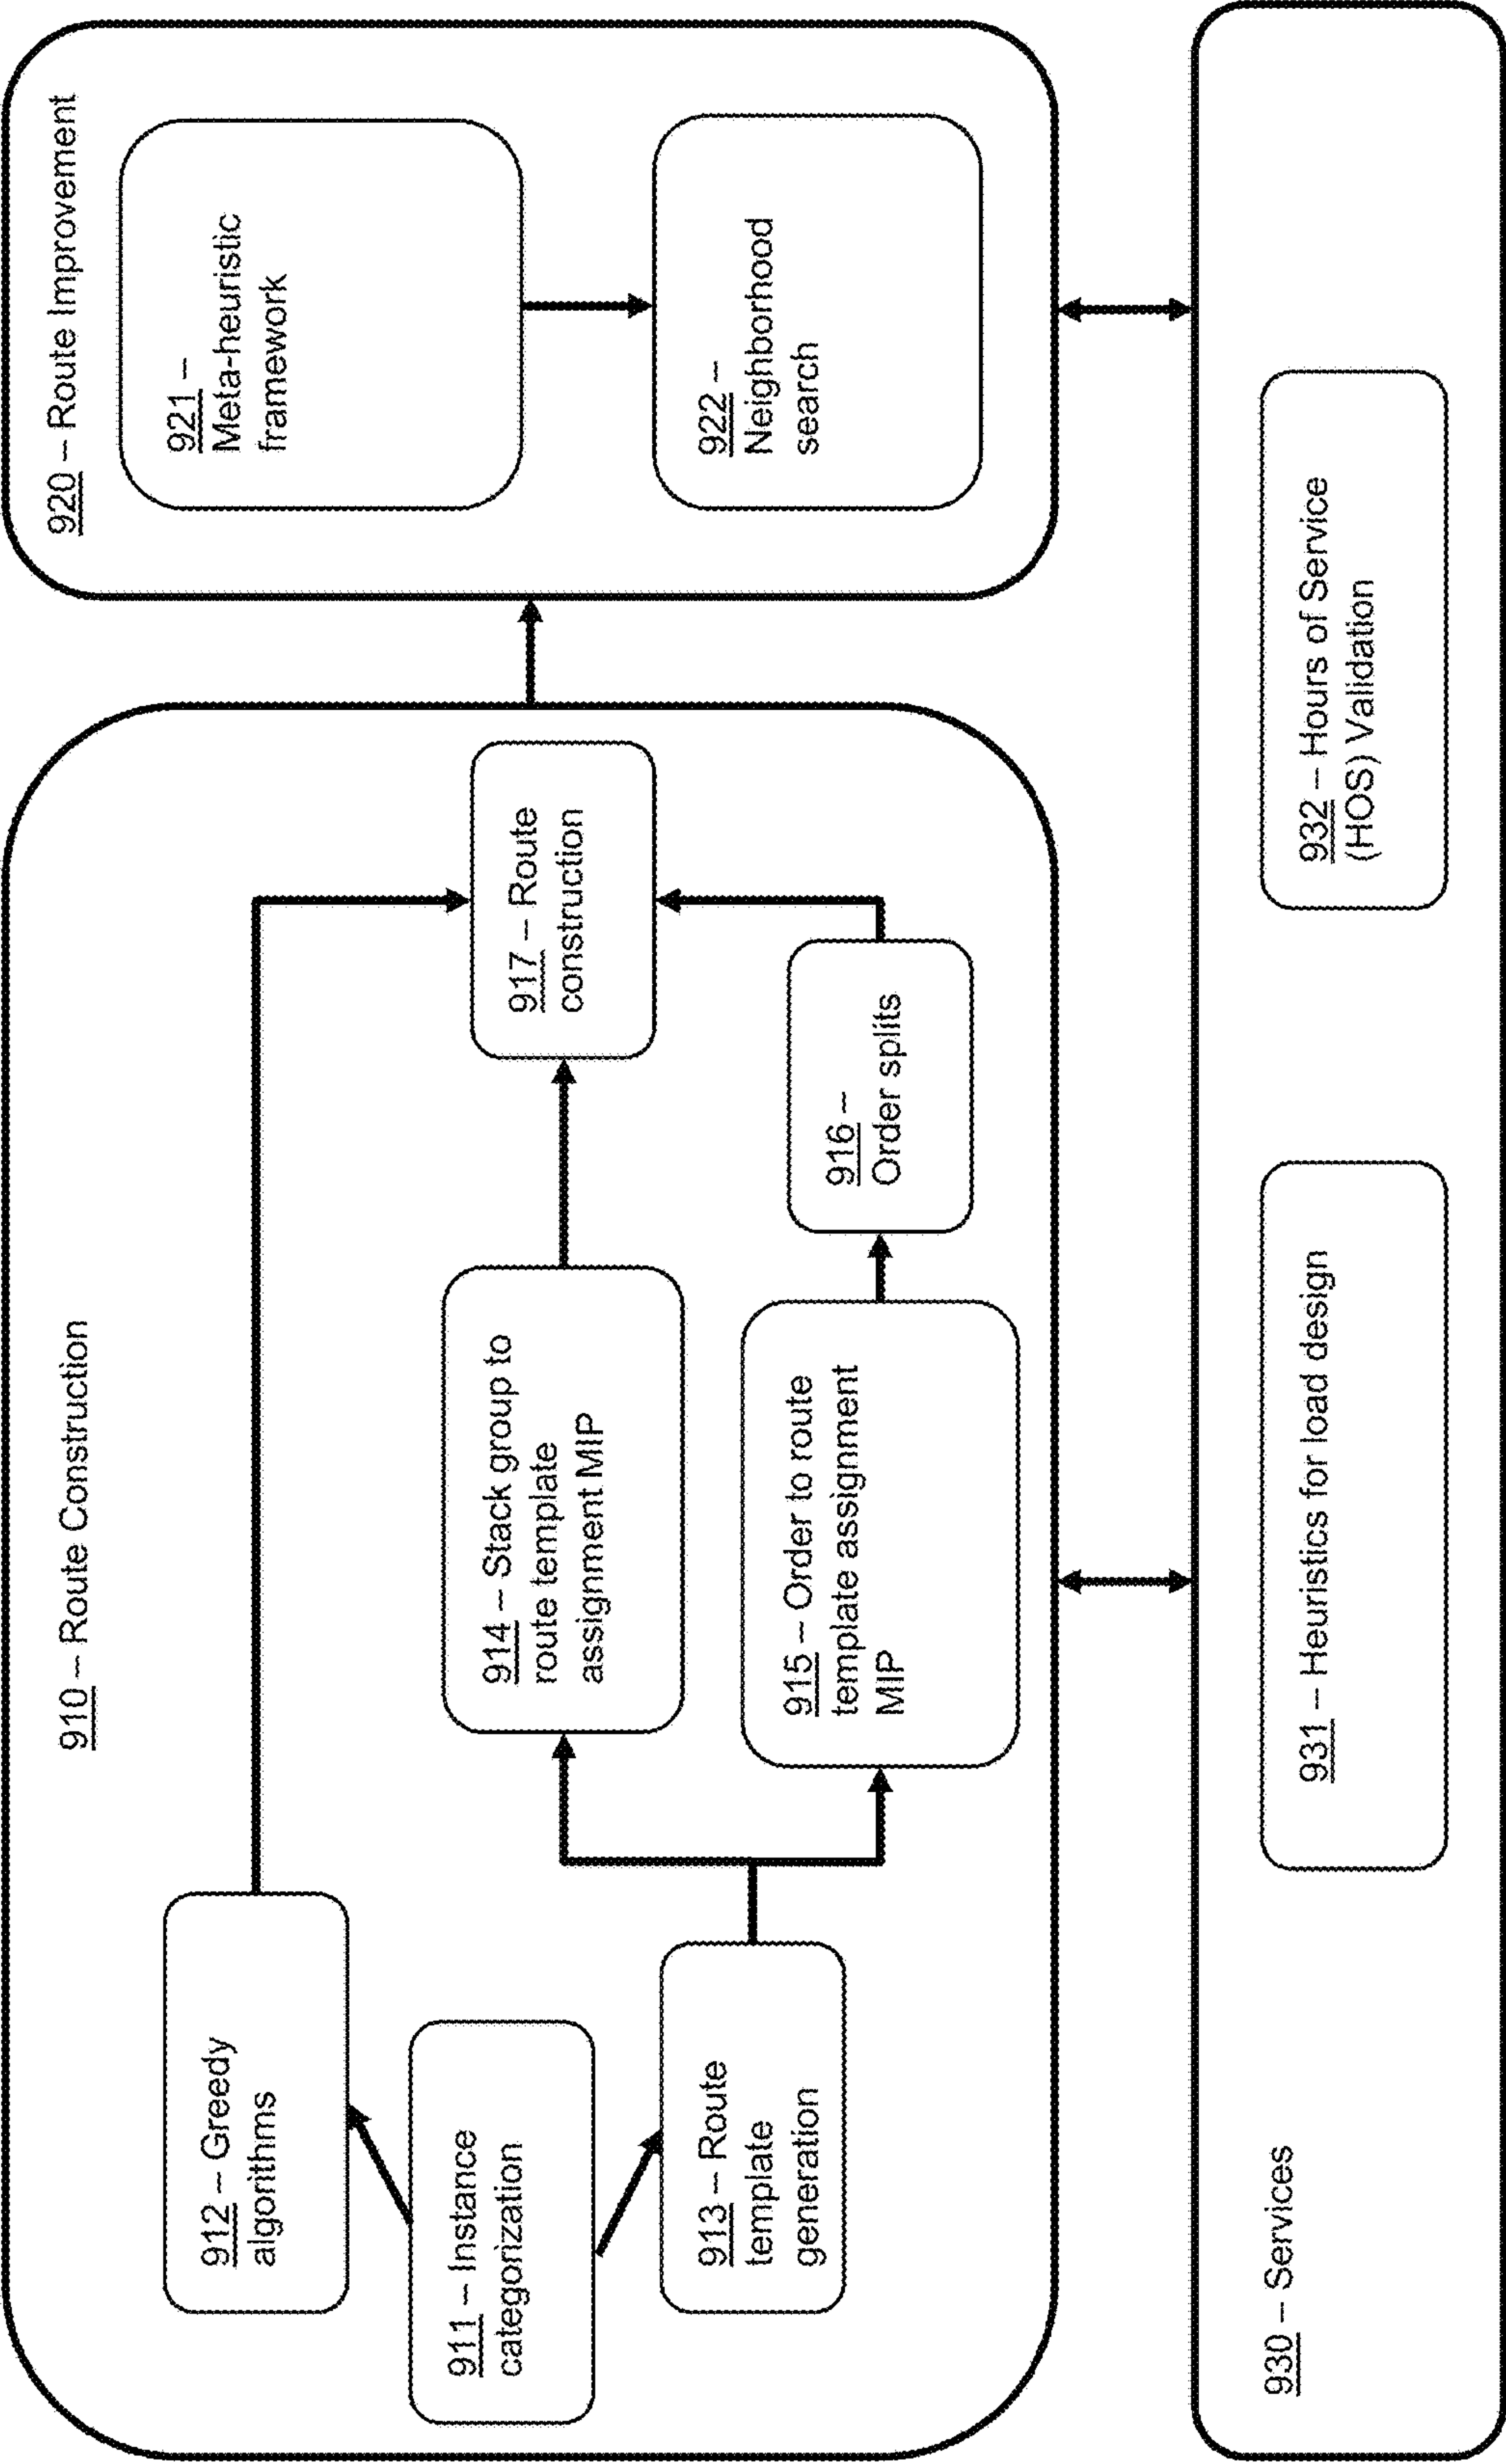 910 – Route Construction
912 – Greedy
algorithms
911 – Instance
categorization
913 – Route
template
generation
914 – Stack group to
route template
assignment MIP
915 – Order to route
template assignment
MIP
916 –
Order splits
917 – Route
construction
920 – Route Improvement
921 –
Meta-heuristic
framework
922 –
Neighborhood
search
930 – Services
931 – Heuristics for load design
932 – Hours of Service
(HOS) Validation